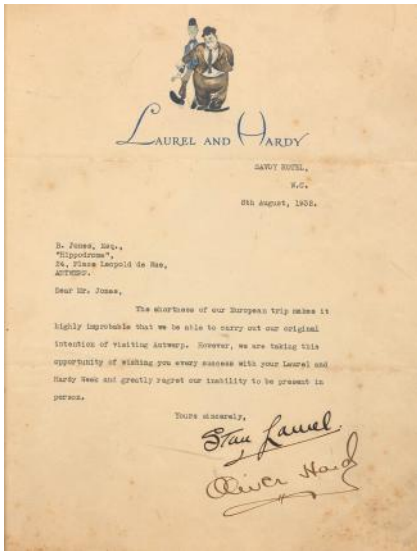 LAUREL AND HARDY
SAVOY HOTEL,
W.C.
8th August, 1932.
B. Jones, Esq.,
"Hippodrome",
24, Place Leopold de Wae,
ANTWERP.
Dear Mr. Jones,
The shortness of our European trip makes it
highly improbable that we be able to carry out our original
intention of visiting Antwerp. However, we are taking this
opportunity of wishing you every success with your Laurel and
Hardy Week and greatly regret our inability to be present in
person.
Yours sincerely,
Stan Laurel
Oliver Hardy